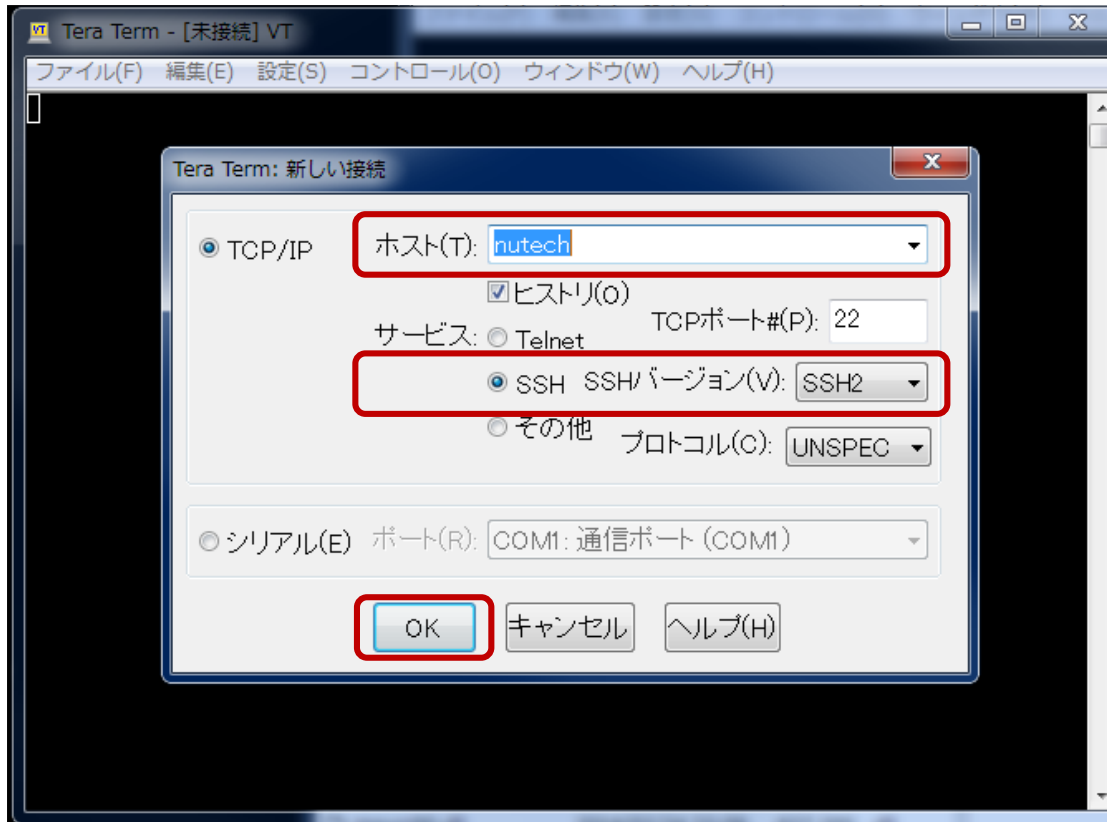 Tera Term - [未接続] VT
ファイル(F) 編集(E) 設定(S) コントロール(O) ウィンドウ(W) ヘルプ(H)
Tera Term: 新しい接続
TCP/IP ホスト(T): nutech
ヒストリ(O)
サービス: Telnet TCPポート#(P): 22
SSH SSHバージョン(V): SSH2
その他 プロトコル(C): UNSPEC
シリアル(E) ポート(R): COM1: 通信ポート (COM1)
OK キャンセル ヘルプ(H)